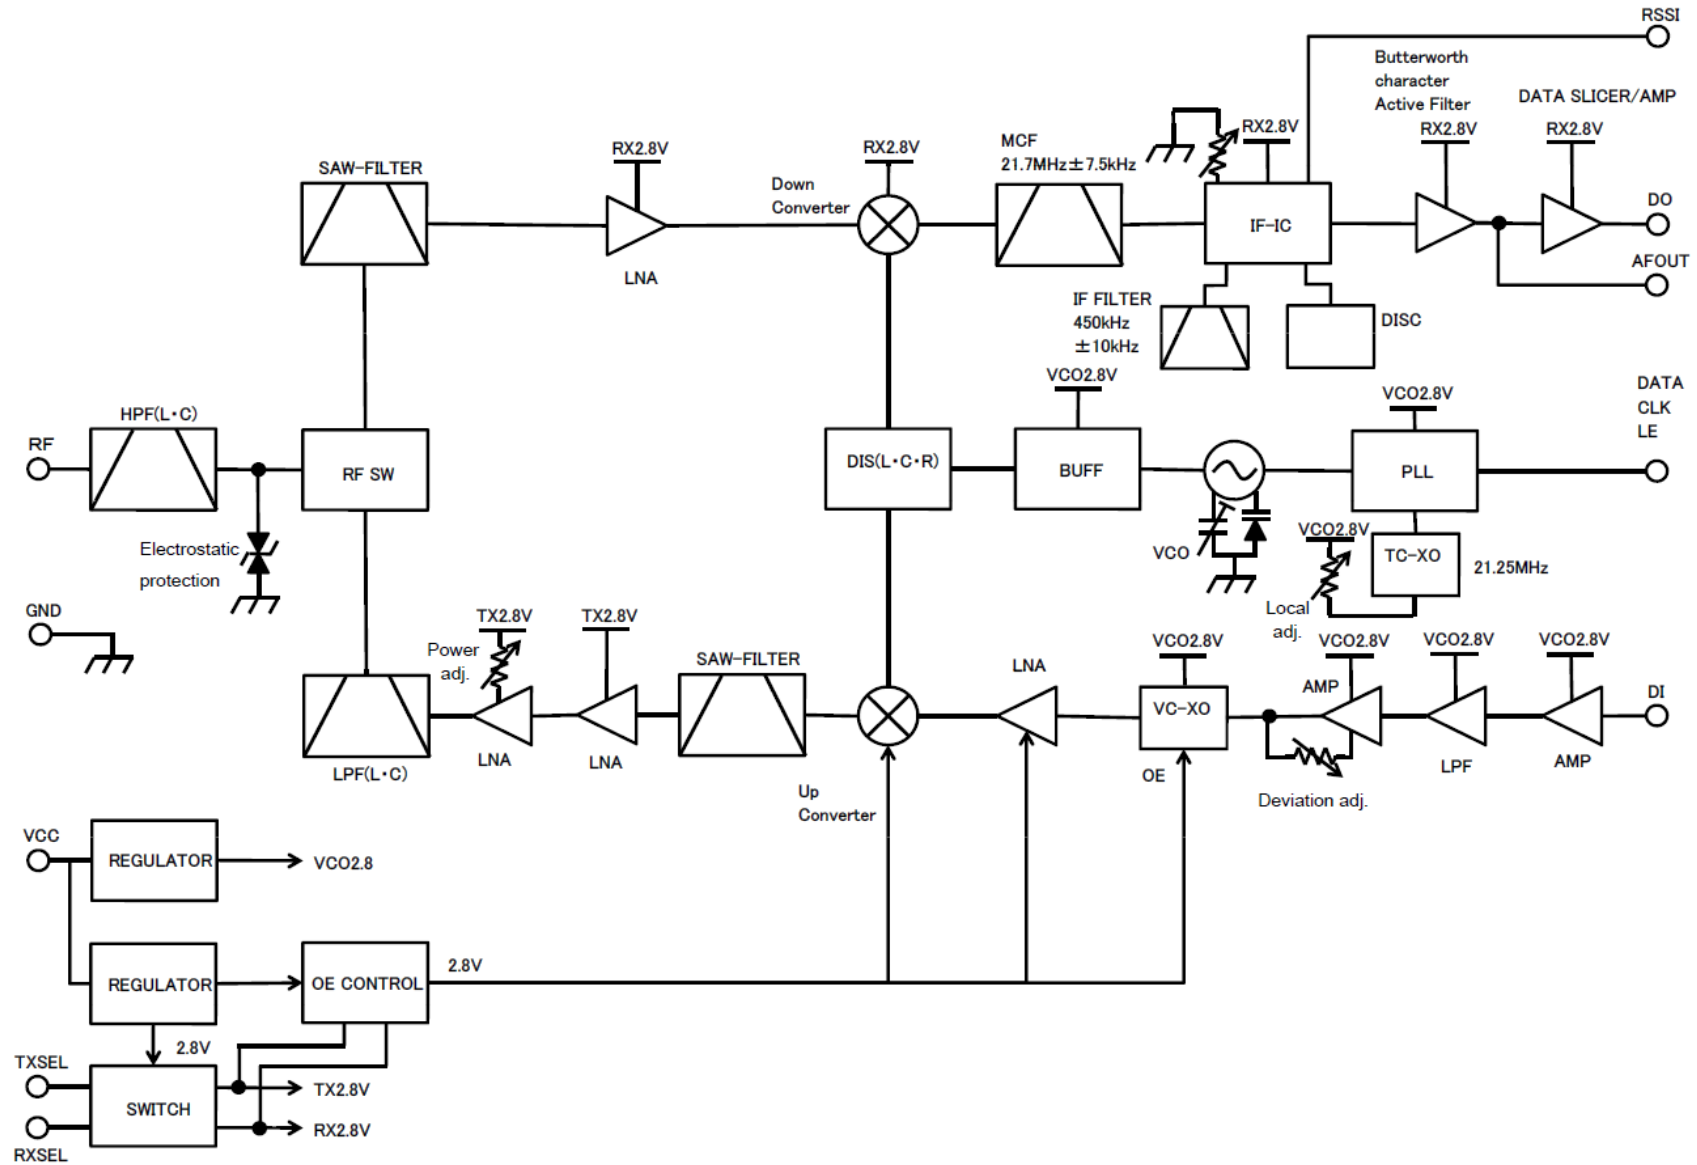 RSSI
Butterworth
character
Active Filter
DATA SLICER/AMP
RX2.8V
RX2.8V
RX2.8V
MCF
21.7MHz±7.5kHz
RX2.8V
RX2.8V
SAW-FILTER
Down
Converter
LNA
IF-IC
DO
AFOUT
IF FILTER
450kHz
±10kHz
DISC
VCO2.8V
VCO2.8V
DATA
CLK
LE
HPF(L・C)
RF
RF SW
DIS(L・C・R)
BUFF
PLL
Electrostatic
protection
VCO
VCO2.8V
TC-XO
21.25MHz
Local
adj.
GND
TX2.8V
TX2.8V
Power
adj.
SAW-FILTER
LNA
VCO2.8V
VCO2.8V
VCO2.8V
VCO2.8V
AMP
VC-XO
DI
LPF(L・C)
LNA
LNA
OE
LPF
AMP
Deviation adj.
Up
Converter
VCC
REGULATOR
VCO2.8
REGULATOR
OE CONTROL
2.8V
2.8V
TXSEL
SWITCH
TX2.8V
RX2.8V
RXSEL